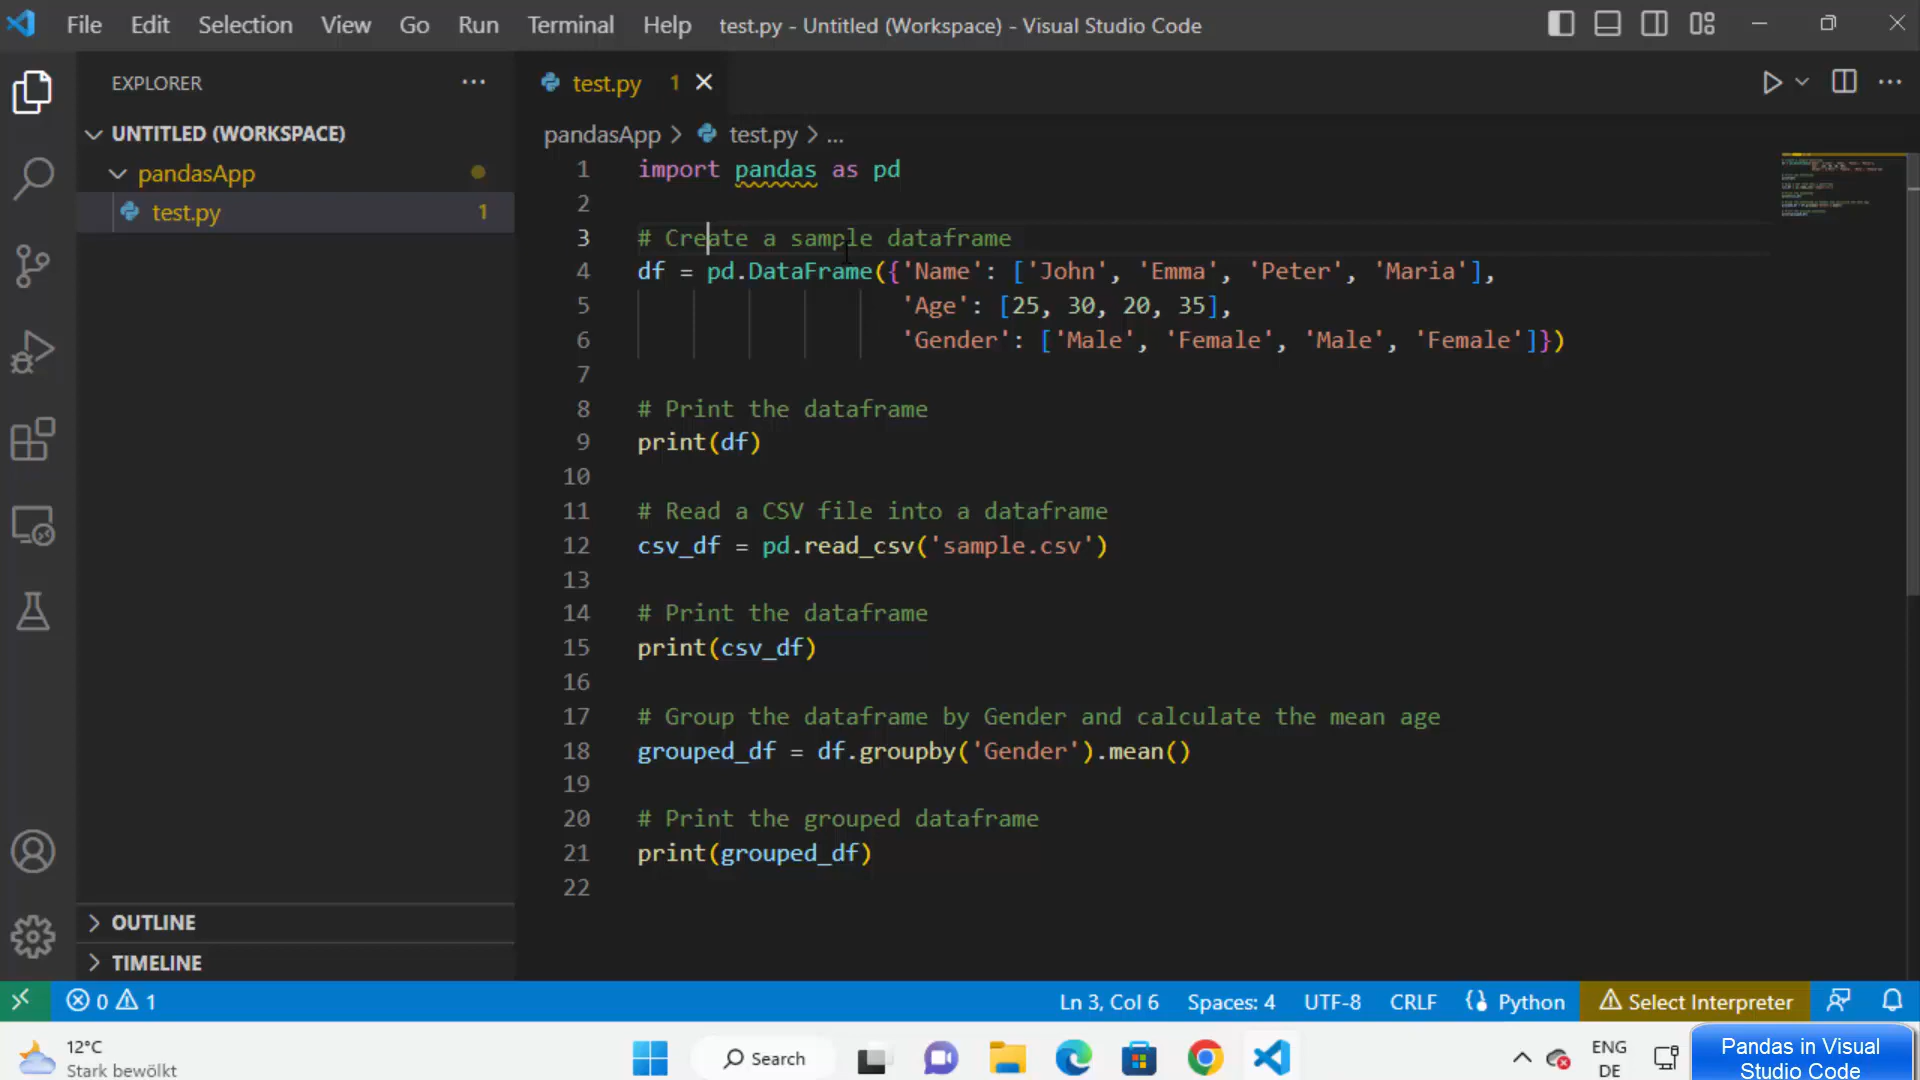 File Edit Selection View Go Run Terminal Help test.py - Untitled (Workspace) - Visual Studio Code
EXPLORER
UNTITLED (WORKSPACE)
pandasApp
test.py 1
OUTLINE
TIMELINE
test.py 1
pandasApp > test.py > ...
1 import pandas as pd
2
3 # Create a sample dataframe
4 df = pd.DataFrame({'Name': ['John', 'Emma', 'Peter', 'Maria'],
5 'Age': [25, 30, 20, 35],
6 'Gender': ['Male', 'Female', 'Male', 'Female']})
7
8 # Print the dataframe
9 print(df)
10
11 # Read a CSV file into a dataframe
12 csv_df = pd.read_csv('sample.csv')
13
14 # Print the dataframe
15 print(csv_df)
16
17 # Group the dataframe by Gender and calculate the mean age
18 grouped_df = df.groupby('Gender').mean()
19
20 # Print the grouped dataframe
21 print(grouped_df)
22
0 1 Ln 3, Col 6 Spaces: 4 UTF-8 CRLF Python Select Interpreter
12°C
Stark bewölkt
Search
ENG
DE
Pandas in Visual
Studio Code